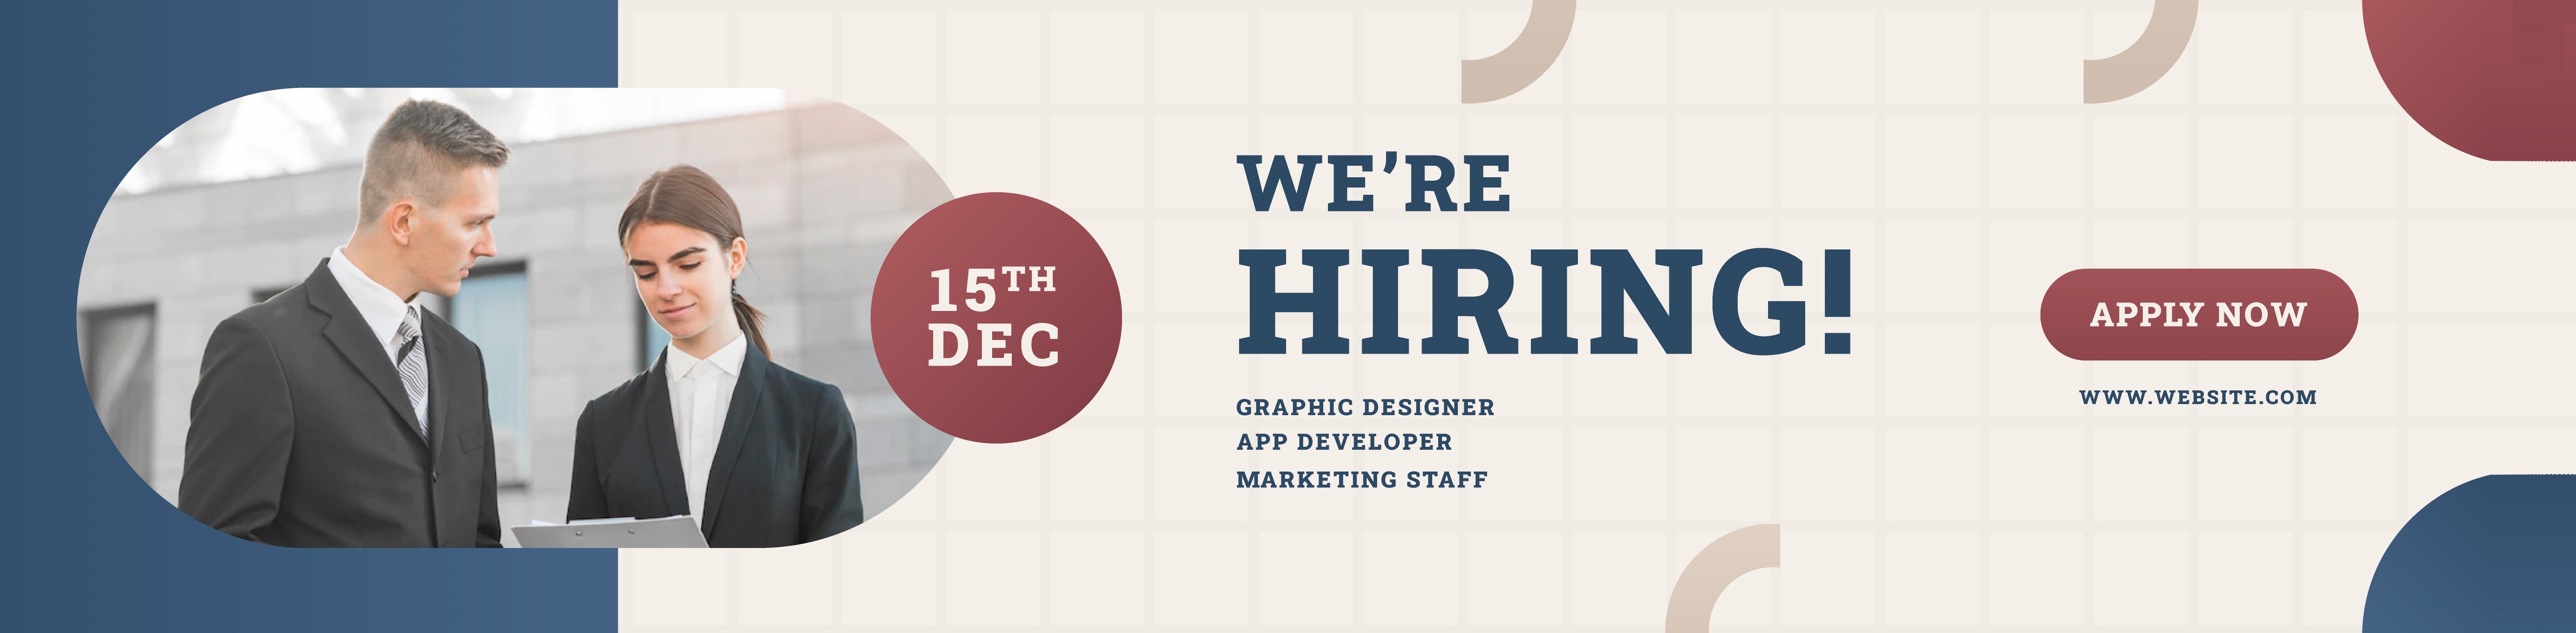 15TH
DEC
WE’RE
HIRING!
GRAPHIC DESIGNER
APP DEVELOPER
MARKETING STAFF
APPLY NOW
WWW.WEBSITE.COM